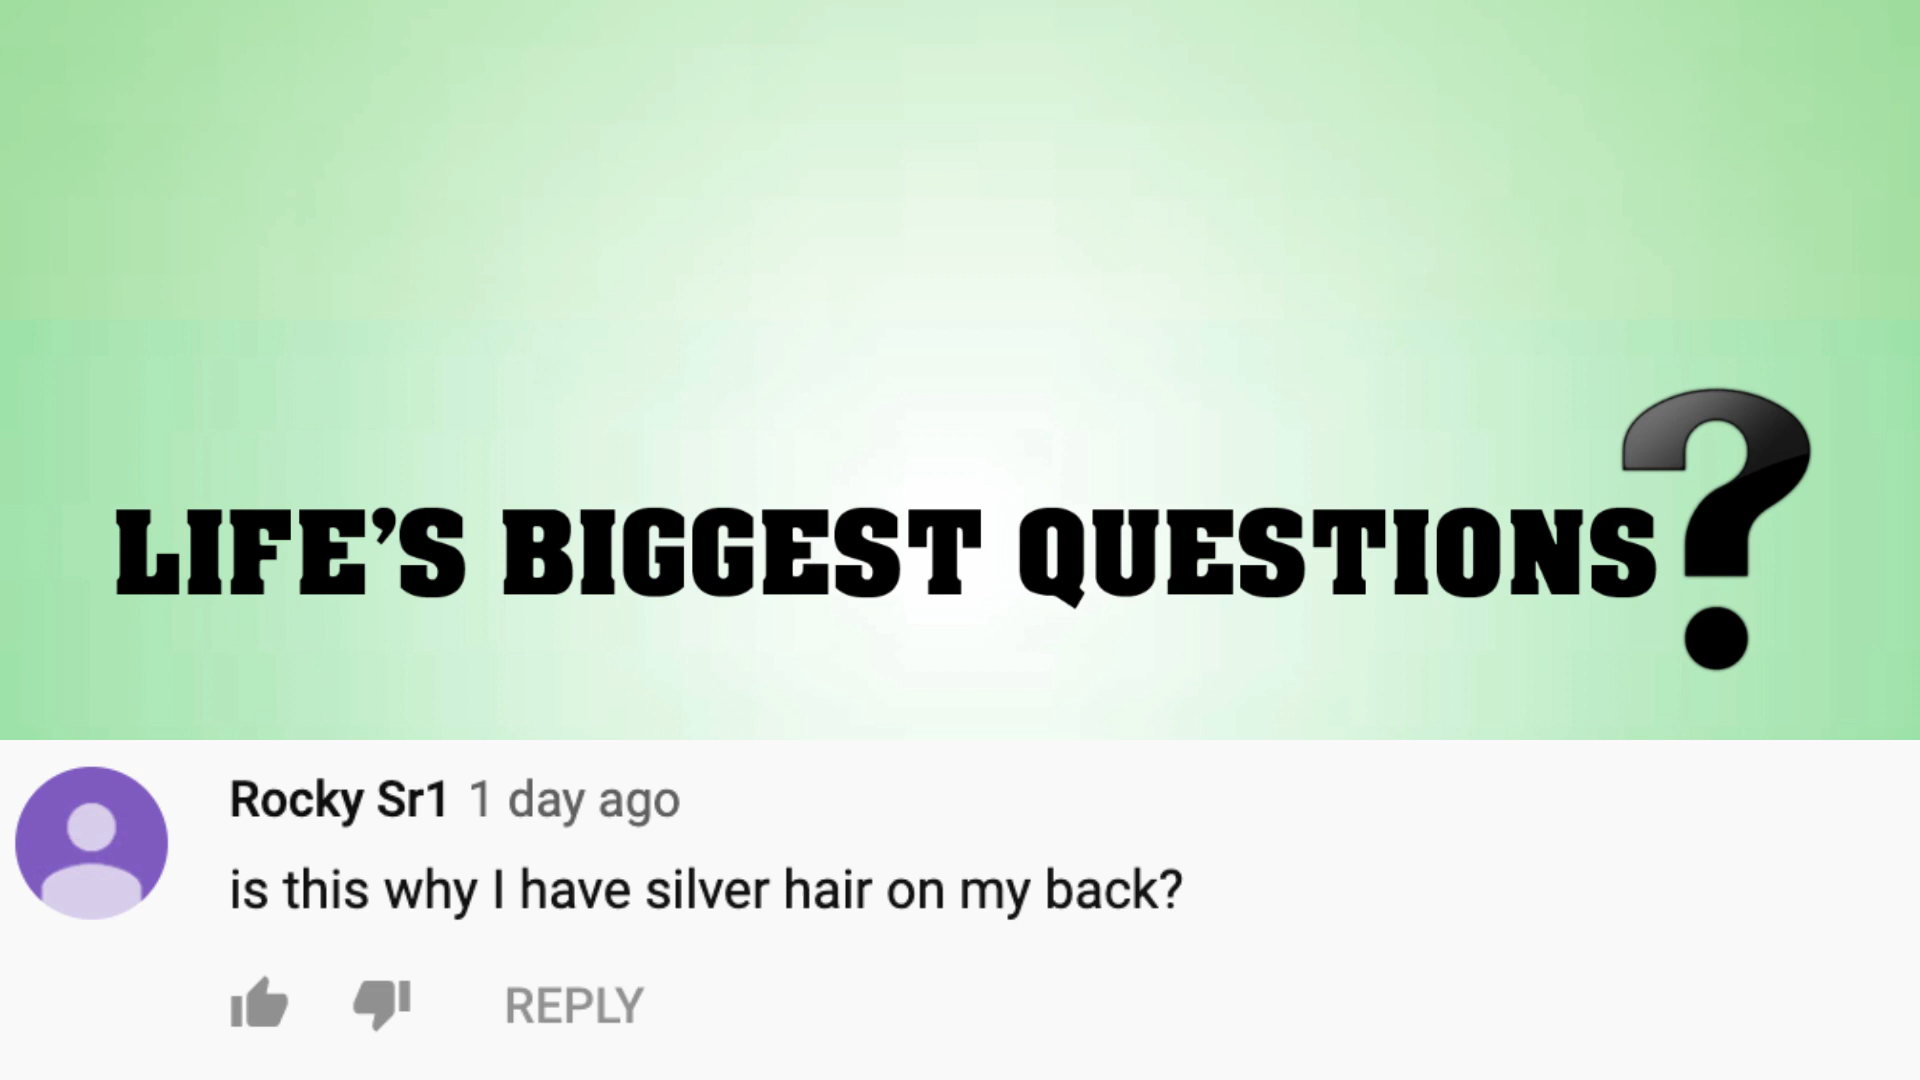 LIFE'S BIGGEST QUESTIONS?
Rocky Sr1 1 day ago
is this why I have silver hair on my back?
REPLY